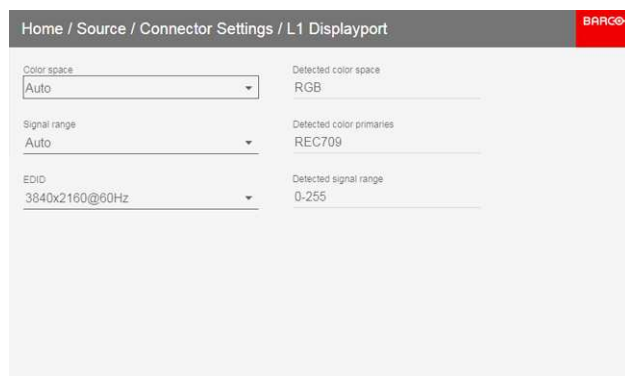 Home / Source / Connector Settings / L1 Displayport
BARCO
Color space
Auto
Detected color space
RGB
Signal range
Auto
Detected color primaries
REC709
EDID
3840x2160@60Hz
Detected signal range
0-255